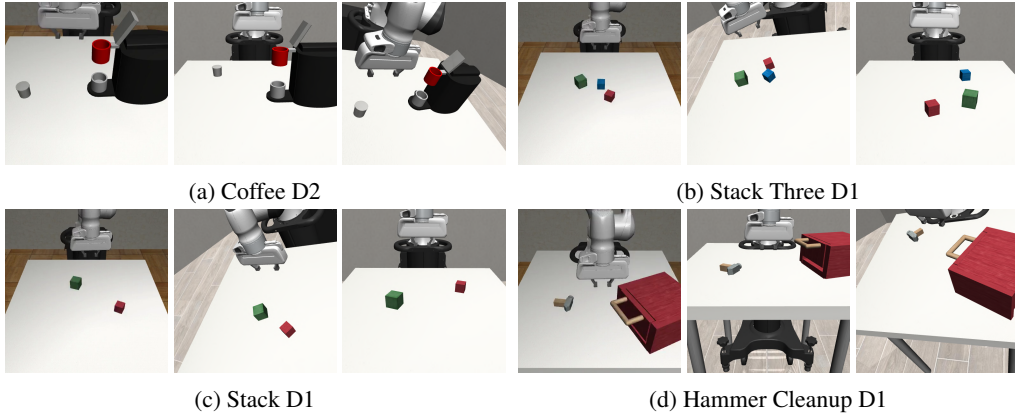 (a) Coffee D2
(b) Stack Three D1
(c) Stack D1
(d) Hammer Cleanup D1